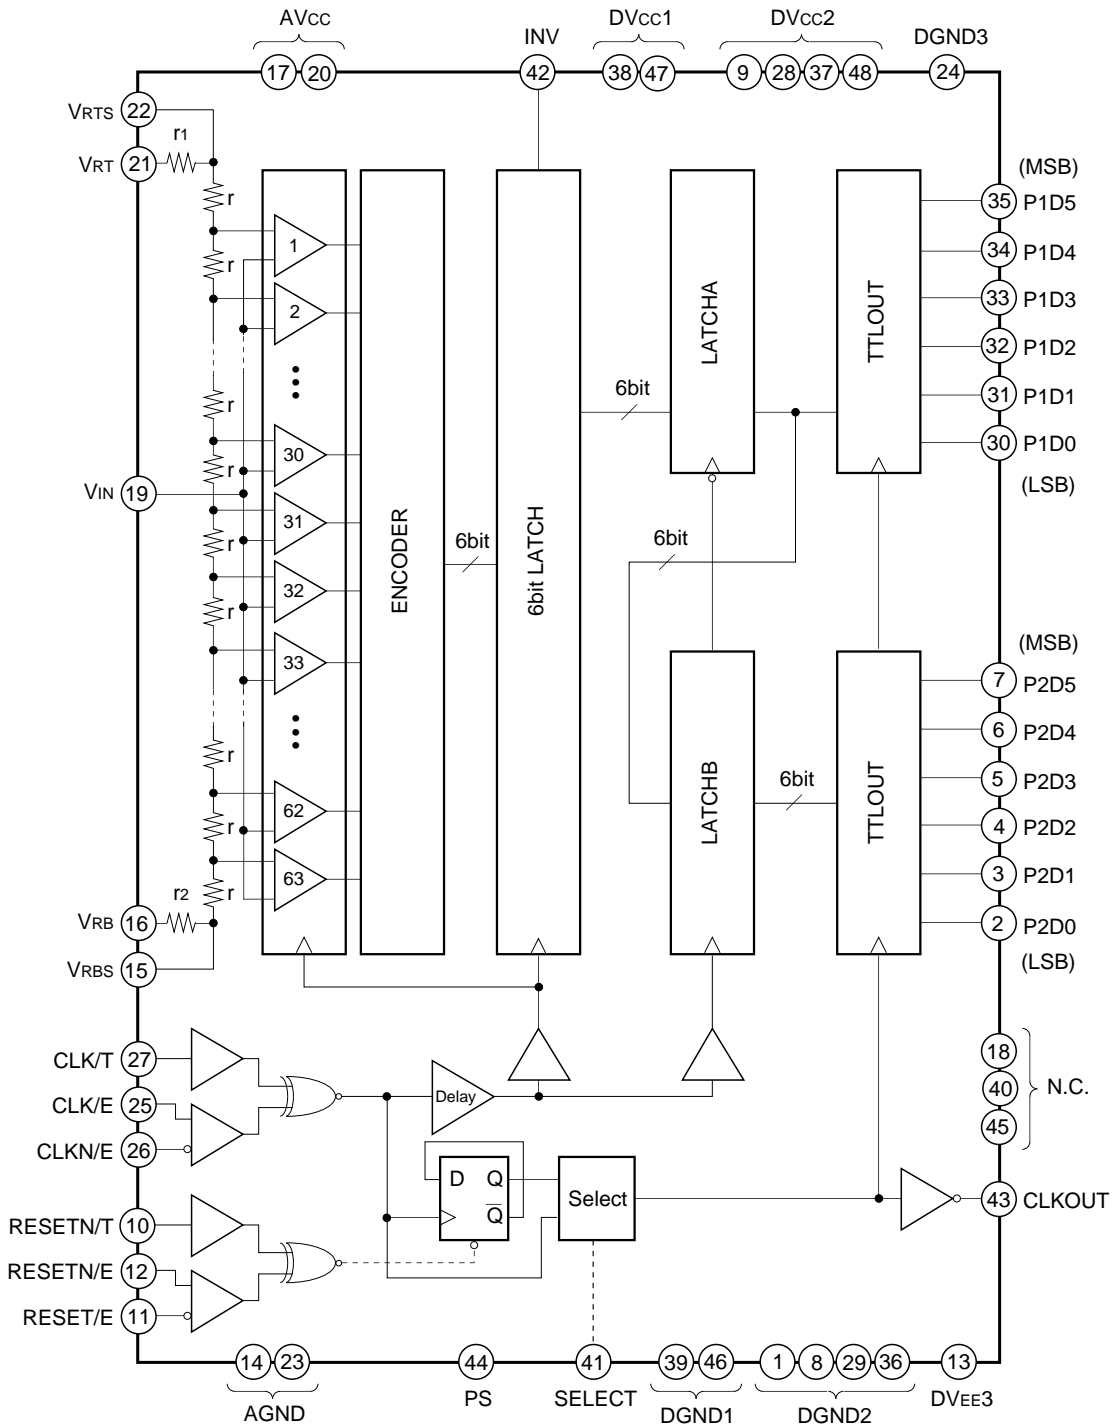 AVCC
INV
DVCC1
DVCC2
DGND3
17 20
42
38 47
9 28 37 48
24
VRTS 22
r1
VRT 21
r
r
r
r
r
r
r
r
r
VIN 19
r2
VRB 16
VRBS 15
1
2
30
31
32
33
62
63
ENCODER
6bit
6bit LATCH
6bit
LATCHA
TTLOUT
6bit
LATCHB
6bit
TTLOUT
(MSB)
35 P1D5
34 P1D4
33 P1D3
32 P1D2
31 P1D1
30 P1D0
(LSB)
(MSB)
7 P2D5
6 P2D4
5 P2D3
4 P2D2
3 P2D1
2 P2D0
(LSB)
18
40
45
N.C.
CLK/T 27
CLK/E 25
CLKN/E 26
Delay
D Q
Q
Select
43 CLKOUT
RESETN/T 10
RESETN/E 12
RESET/E 11
14 23
44
41
39 46
1 8 29 36
13
AGND
PS
SELECT
DGND1
DGND2
DVEE3